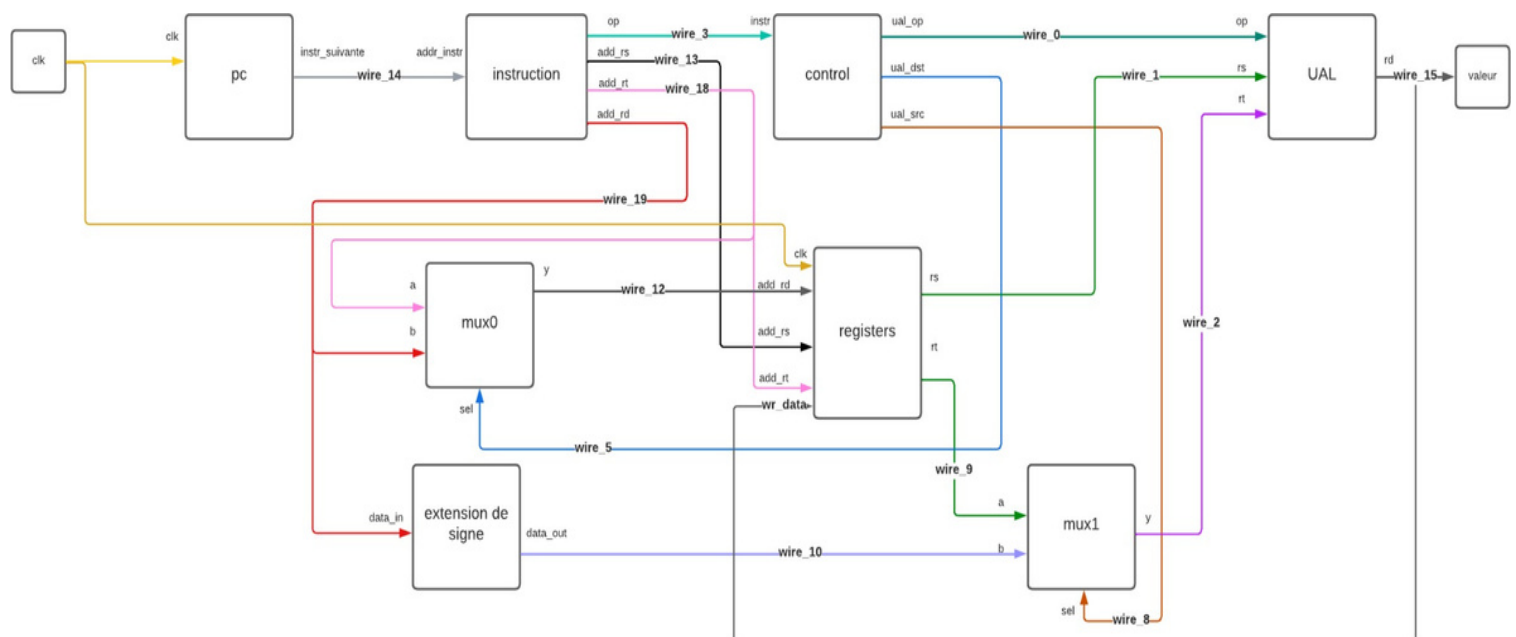 clk
clk
pc
instr_suivante
wire_14
addr_instr
instruction
op
wire_3
instr
add_rs
wire_13
add_rt
wire_18
add_rd
wire_19
control
ual_op
wire_0
op
ual_dst
ual_src
rs
wire_1
rt
UAL
rd
wire_15
valeur
clk
a
b
mux0
y
wire_12
add_rd
add_rs
add_rt
wr_data
registers
rs
rt
wire_2
sel
wire_5
wire_9
data_in
extension de
signe
data_out
wire_10
a
b
mux1
y
sel
wire_8